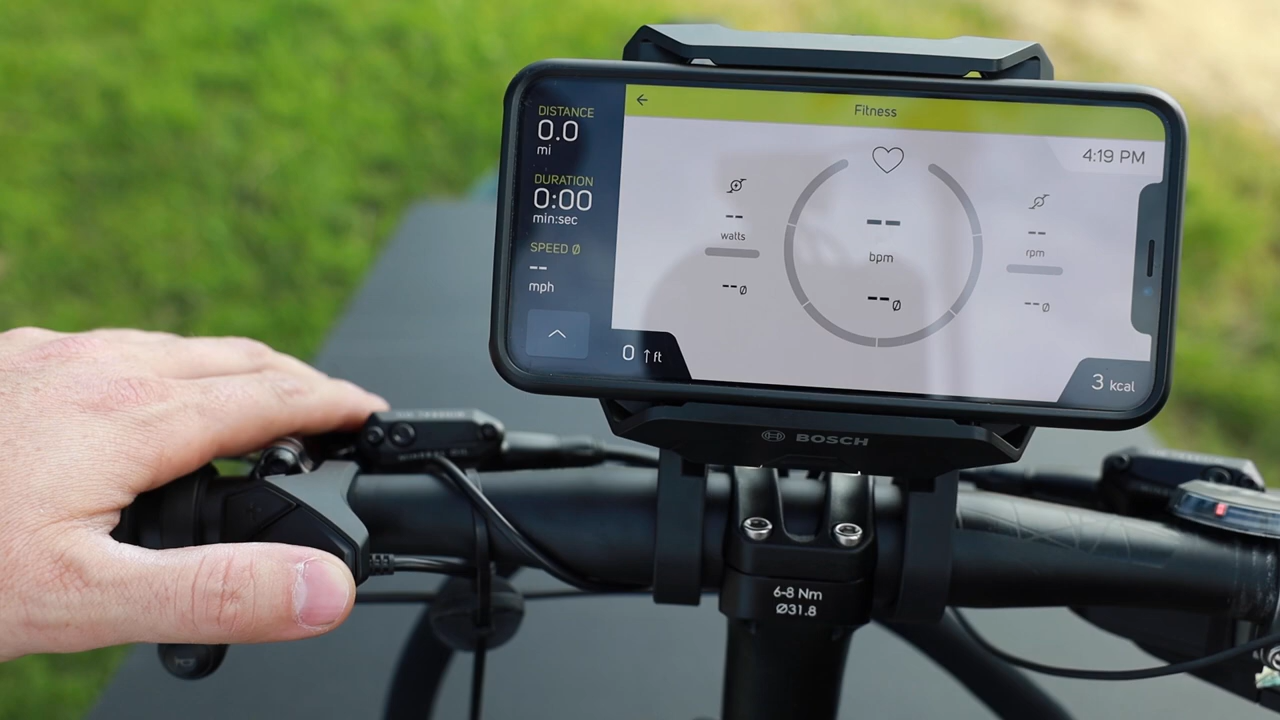 DISTANCE
0.0
mi
DURATION
0:00
min:sec
SPEED Ø
--
mph
0 ↑ ft
← Fitness
4:19 PM
--
watts
--Ø
--
bpm
--Ø
--
rpm
--Ø
3 kcal
BOSCH
6-8 Nm
Ø31.8